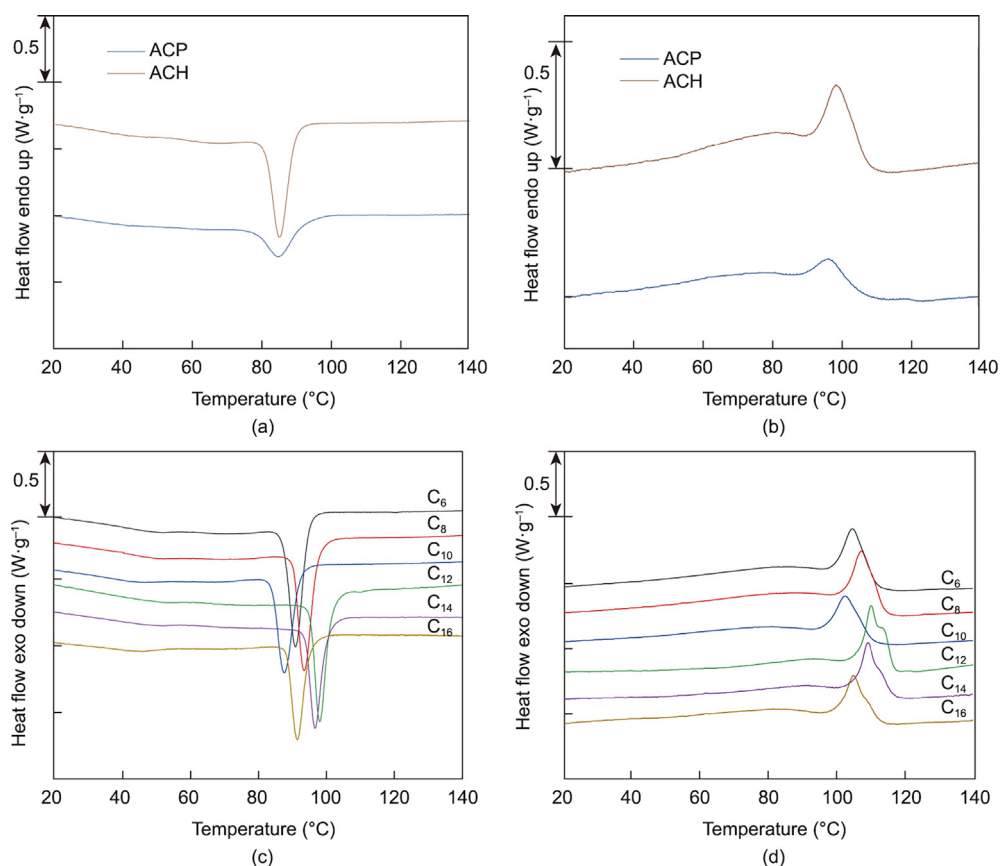 0.5
ACP
ACH
Heat flow endo up (W·g⁻¹)
20 40 60 80 100 120 140
Temperature (°C)
(a)
0.5
ACP
ACH
Heat flow endo up (W·g⁻¹)
20 40 60 80 100 120 140
Temperature (°C)
(b)
0.5
C₆
C₈
C₁₀
C₁₂
C₁₄
C₁₆
Heat flow exo down (W·g⁻¹)
20 40 60 80 100 120 140
Temperature (°C)
(c)
0.5
C₆
C₈
C₁₀
C₁₂
C₁₄
C₁₆
Heat flow exo down (W·g⁻¹)
20 40 60 80 100 120 140
Temperature (°C)
(d)